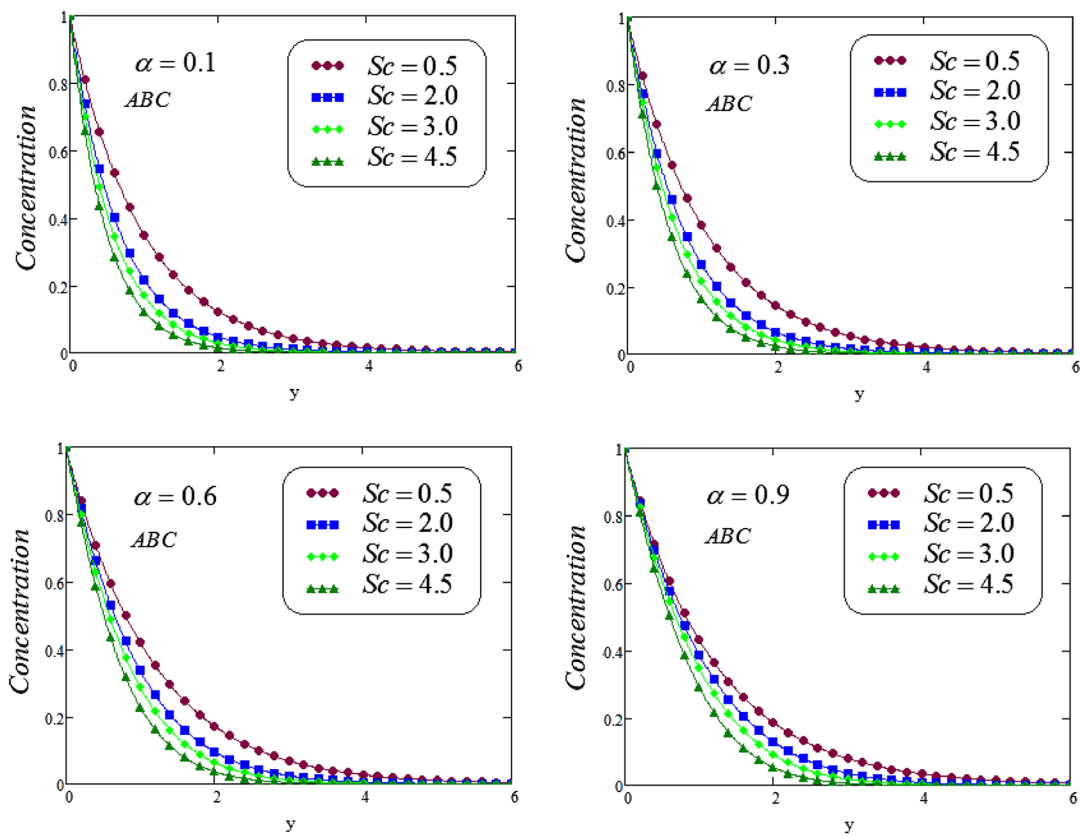 1
0.8
0.6
0.4
0.2
0
0
2
4
6
Concentration
y
α = 0.1
ABC
Sc = 0.5
Sc = 2.0
Sc = 3.0
Sc = 4.5
1
0.8
0.6
0.4
0.2
0
0
2
4
6
Concentration
y
α = 0.3
ABC
Sc = 0.5
Sc = 2.0
Sc = 3.0
Sc = 4.5
1
0.8
0.6
0.4
0.2
0
0
2
4
6
Concentration
y
α = 0.6
ABC
Sc = 0.5
Sc = 2.0
Sc = 3.0
Sc = 4.5
1
0.8
0.6
0.4
0.2
0
0
2
4
6
Concentration
y
α = 0.9
ABC
Sc = 0.5
Sc = 2.0
Sc = 3.0
Sc = 4.5